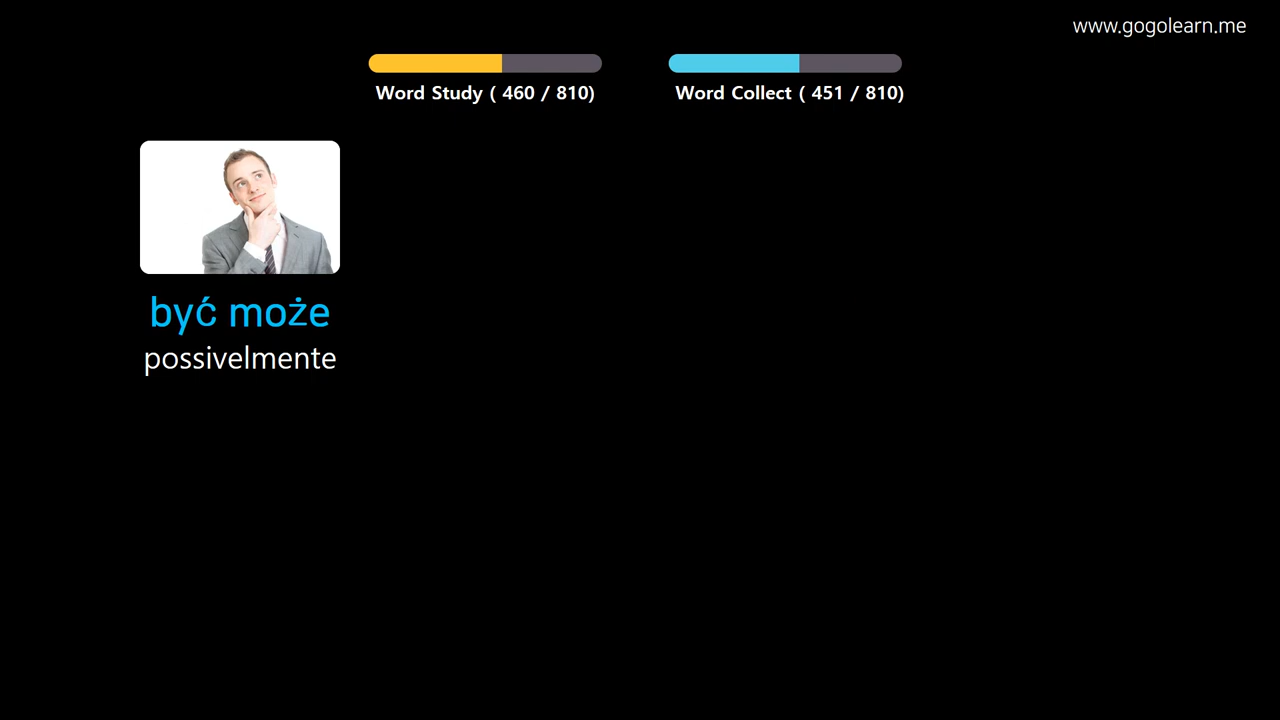 www.gogolearn.me
Word Study ( 460 / 810)
Word Collect ( 451 / 810)
być może
possivelmente